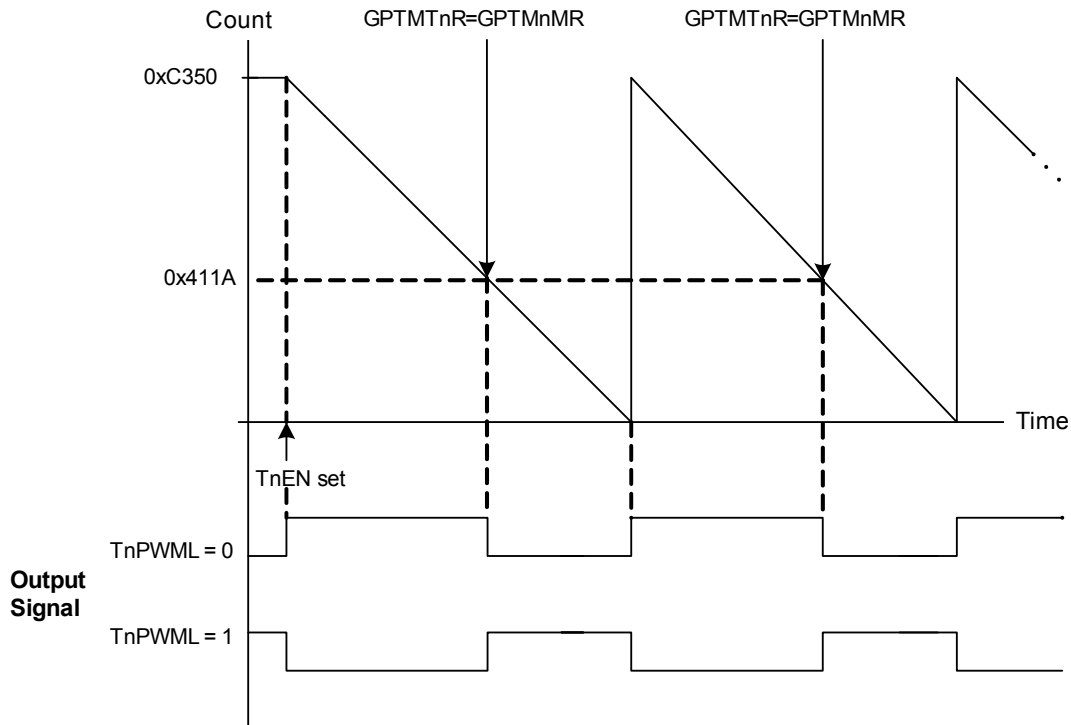 Count
GPTMTnR=GPTMnMR
GPTMTnR=GPTMnMR
0xC350
0x411A
Time
TnEN set
TnPWML = 0
Output
Signal
TnPWML = 1